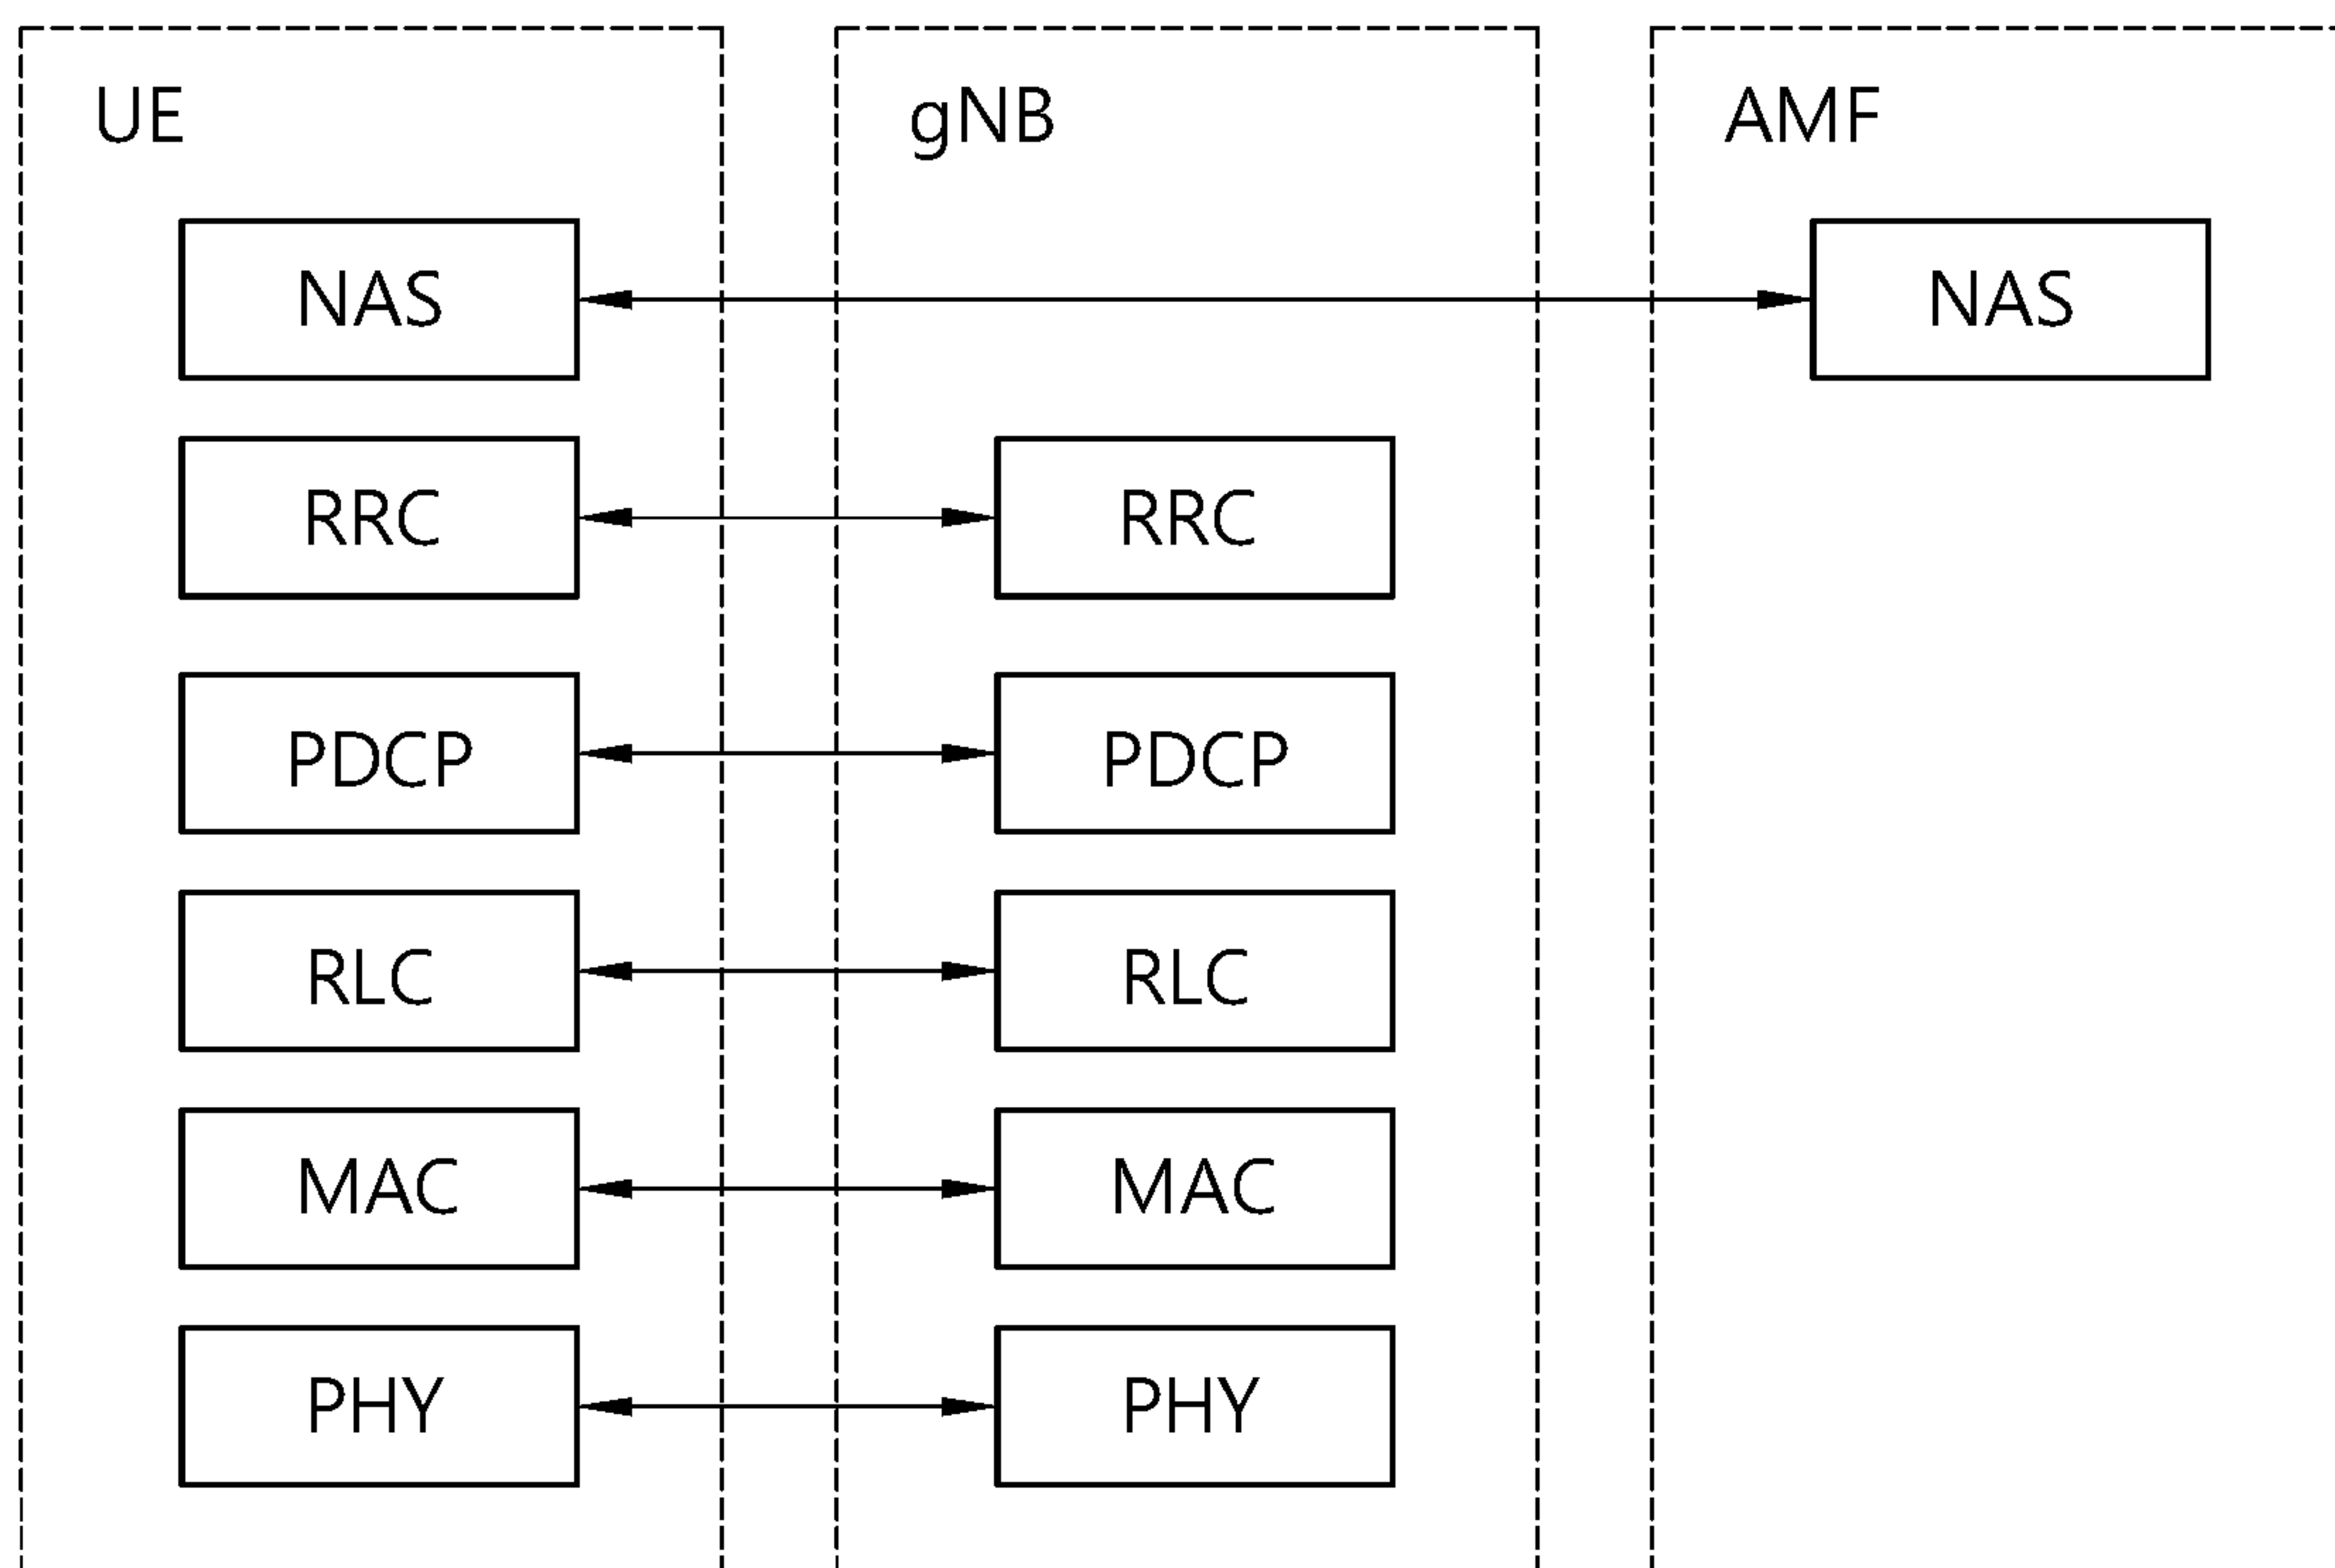 UE gNB AMF
NAS NAS
RRC RRC
PDCP PDCP
RLC RLC
MAC MAC
PHY PHY